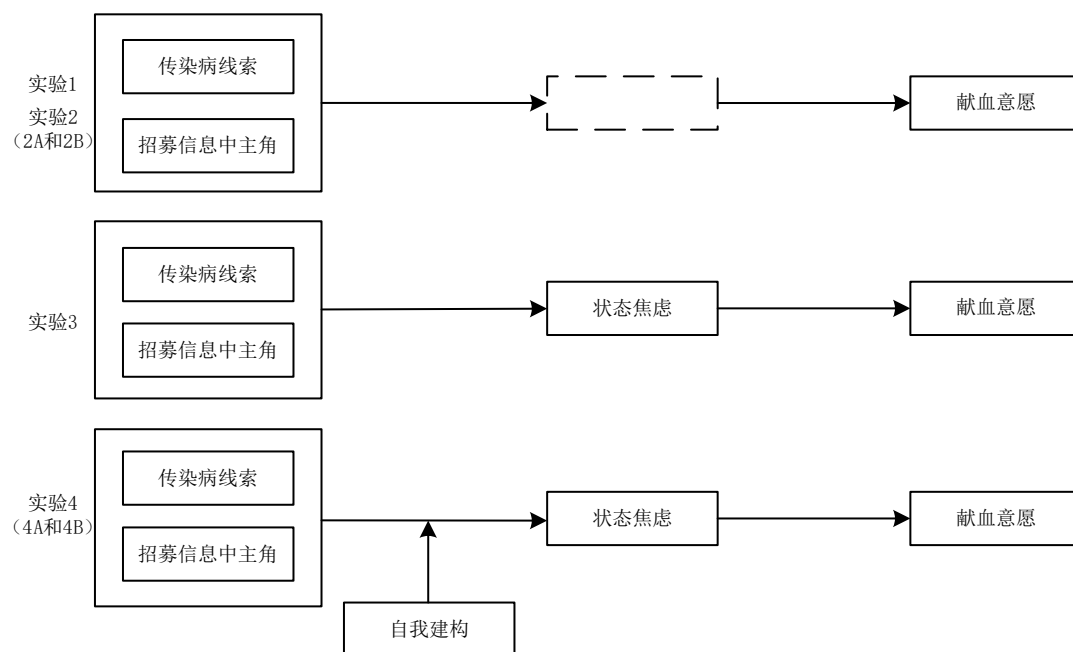 传染病线索
实验1
实验2
（2A和2B）
招募信息中主角
献血意愿
传染病线索
实验3
招募信息中主角
状态焦虑
献血意愿
传染病线索
实验4
（4A和4B）
招募信息中主角
状态焦虑
献血意愿
自我建构